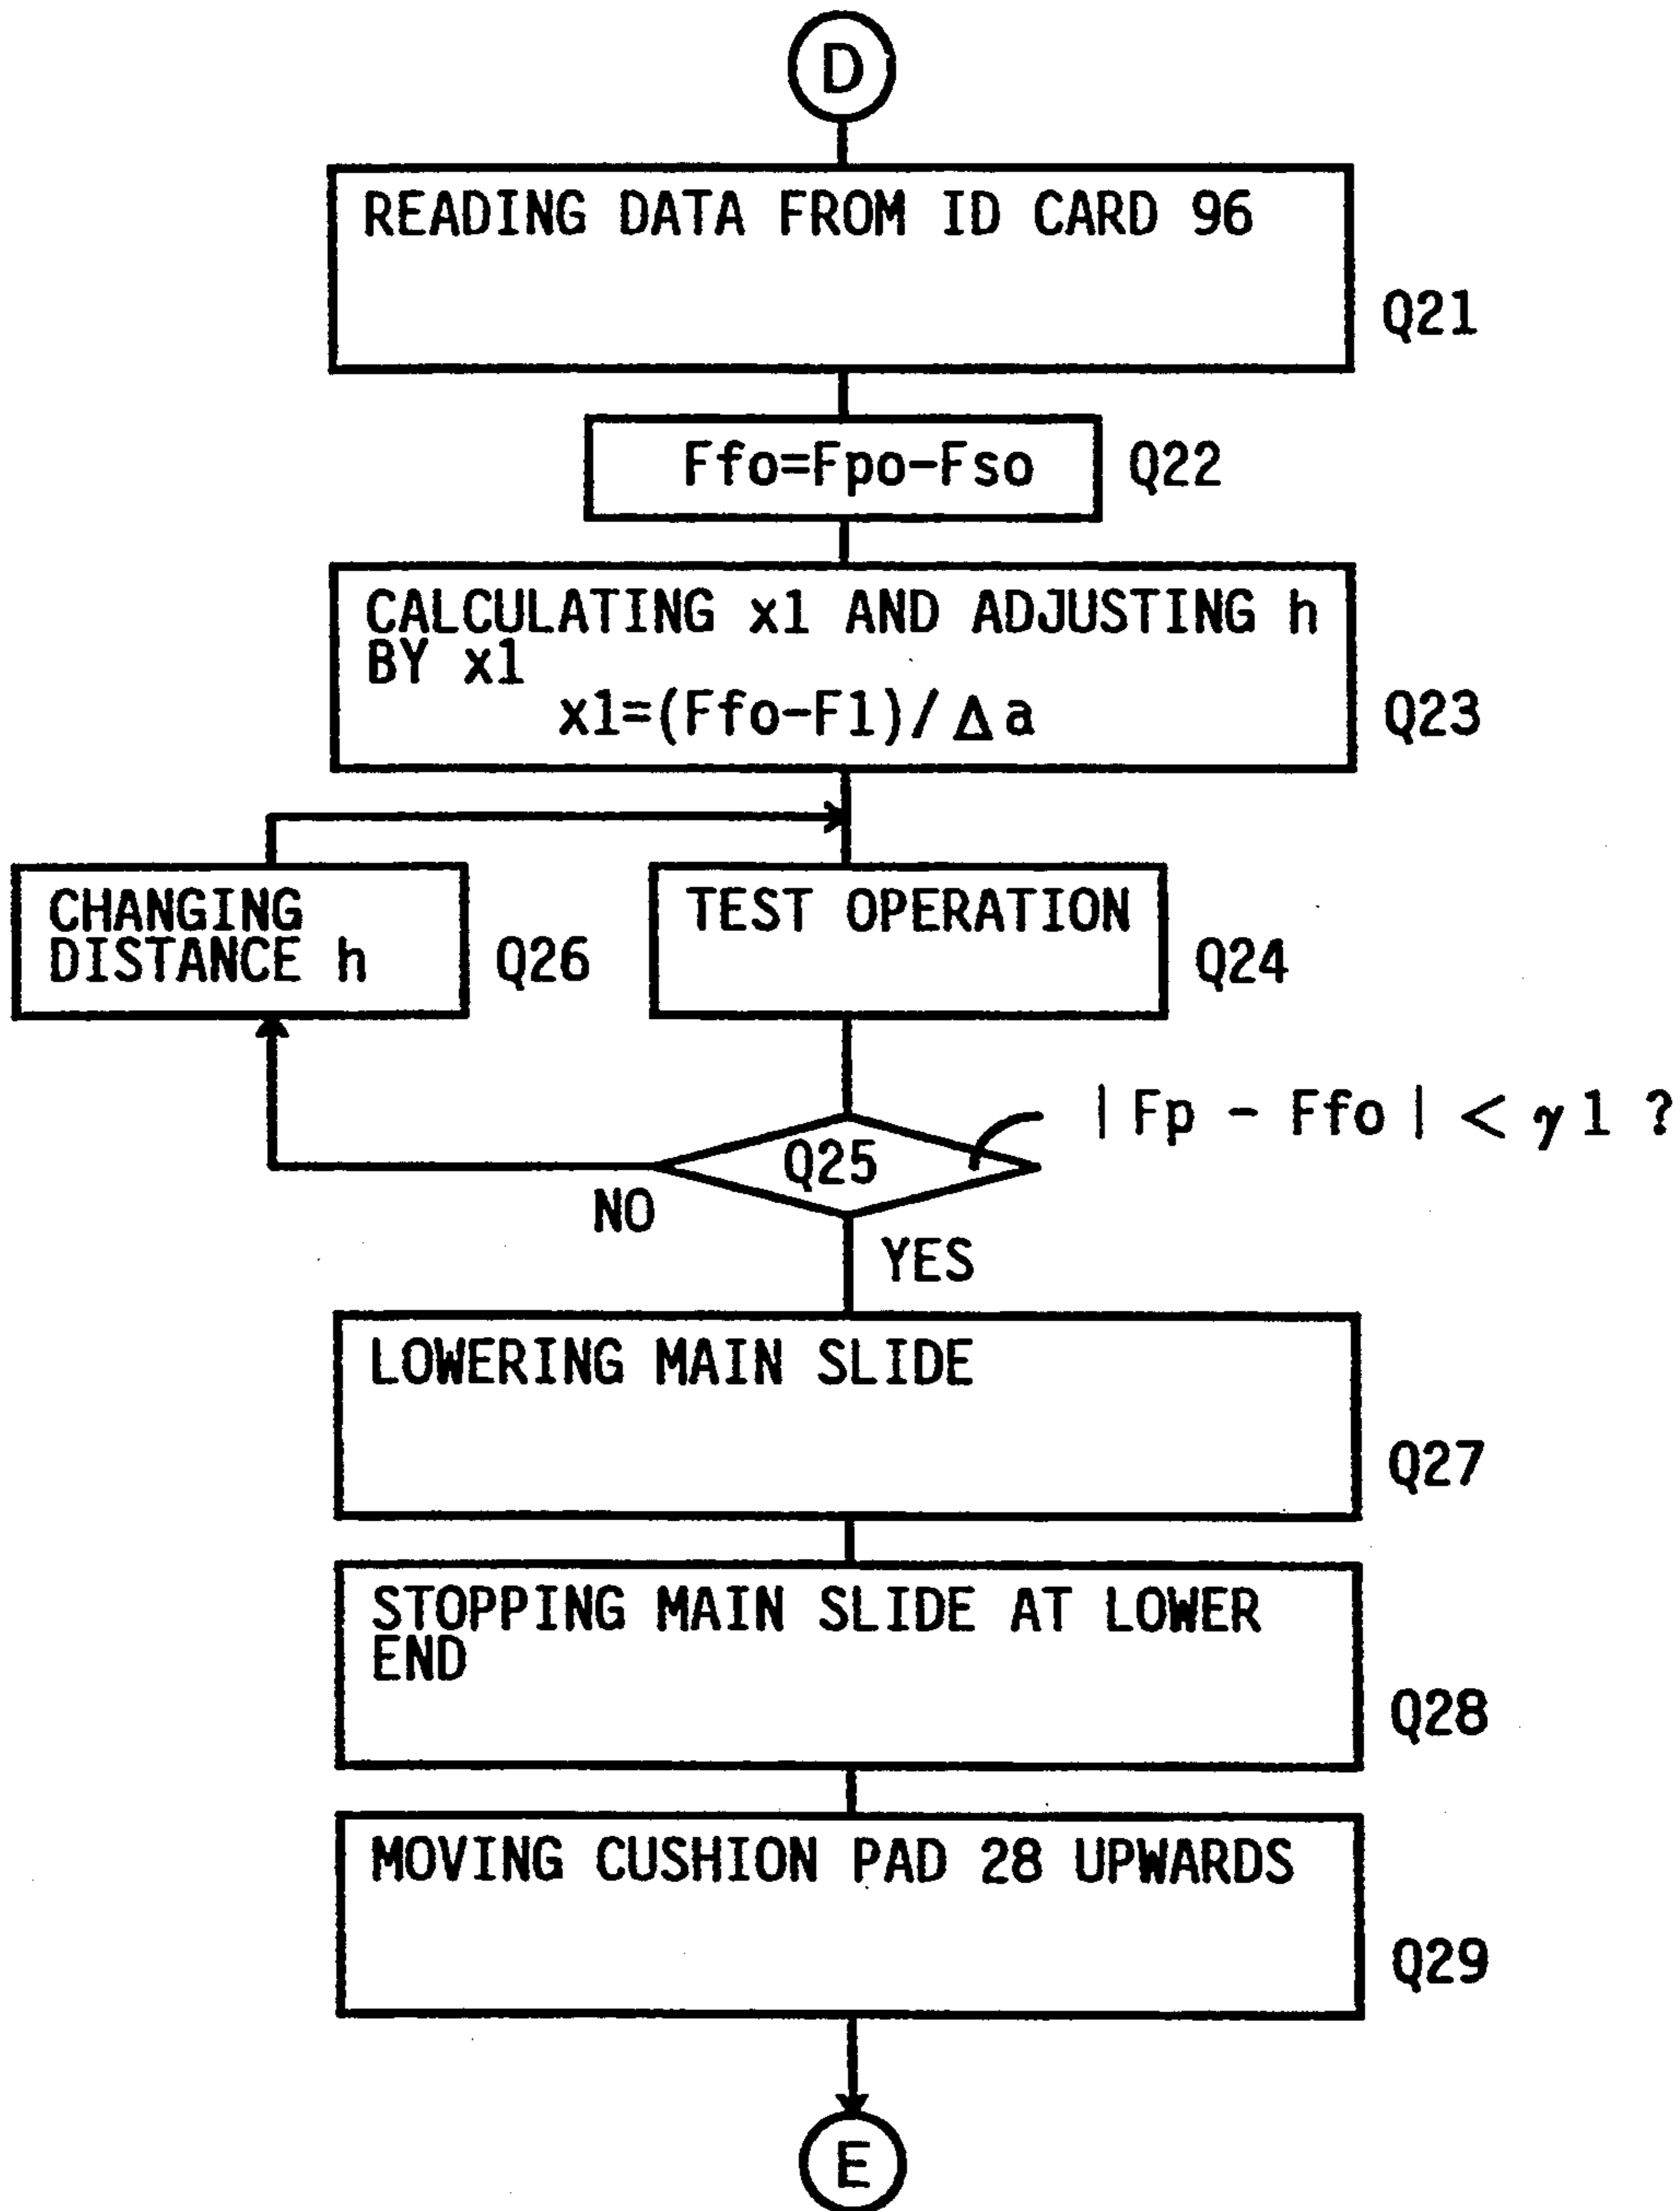 D
READING DATA FROM ID CARD 96
Q21
Ffo=Fpo-Fso
Q22
CALCULATING x1 AND ADJUSTING h
BY x1
x1=(Ffo-F1)/Δa
Q23
CHANGING
DISTANCE h
Q26
TEST OPERATION
Q24
| Fp - Ffo | < γ1 ?
Q25
NO
YES
LOWERING MAIN SLIDE
Q27
STOPPING MAIN SLIDE AT LOWER
END
Q28
MOVING CUSHION PAD 28 UPWARDS
Q29
E